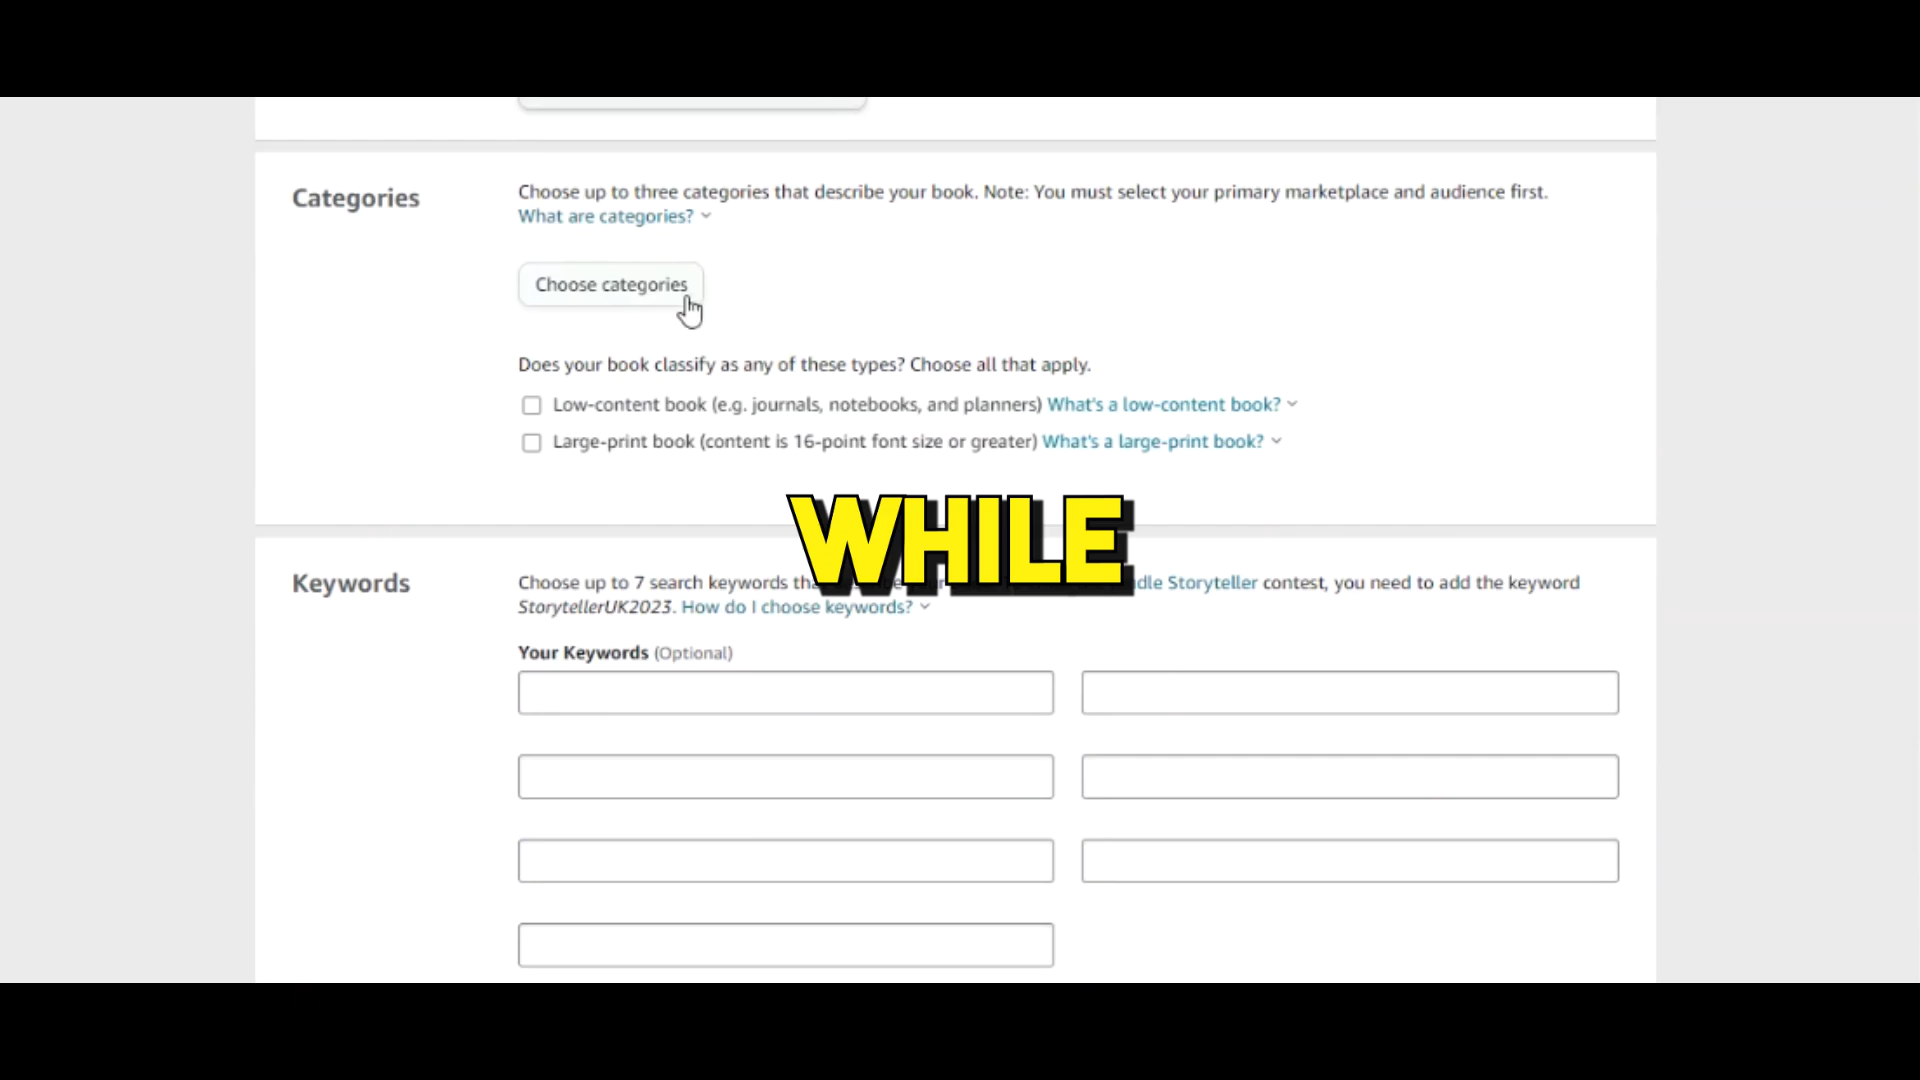 Categories
Choose up to three categories that describe your book. Note: You must select your primary marketplace and audience first.
What are categories?
Choose categories
Does your book classify as any of these types? Choose all that apply.
Low-content book (e.g. journals, notebooks, and planners) What's a low-content book?
Large-print book (content is 16-point font size or greater) What's a large-print book?
WHILE
Keywords
Choose up to 7 search keywords Storyteller contest, you need to add the keyword
StorytellerUK2023. How do I choose keywords?
Your Keywords (Optional)